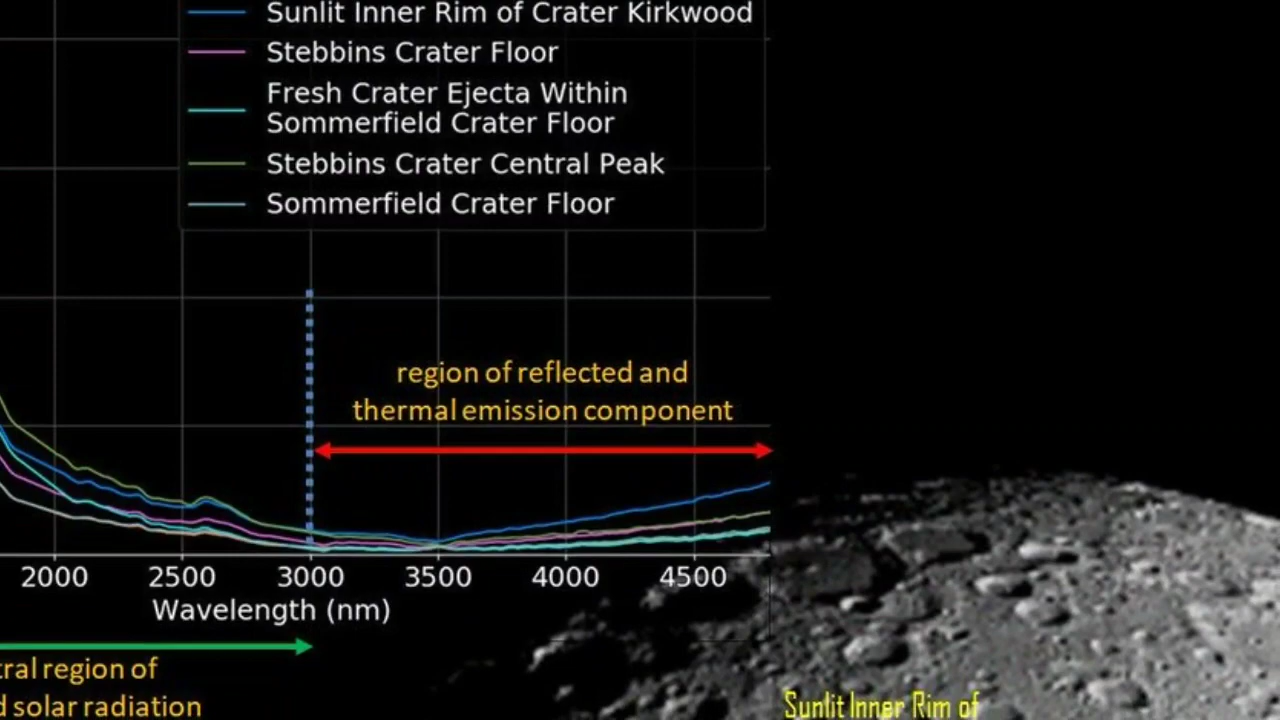 Sunlit Inner Rim of Crater Kirkwood
Stebbins Crater Floor
Fresh Crater Ejecta Within
Sommerfield Crater Floor
Stebbins Crater Central Peak
Sommerfield Crater Floor
region of reflected and
thermal emission component
2000 2500 3000 3500 4000 4500
Wavelength (nm)
region of
solar radiation
Sunlit Inner Rim of